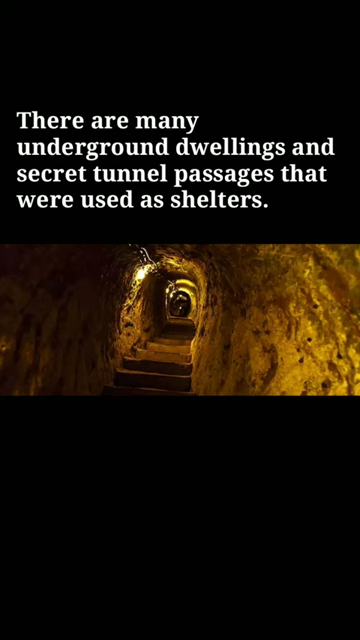 There are many
underground dwellings and
secret tunnel passages that
were used as shelters.